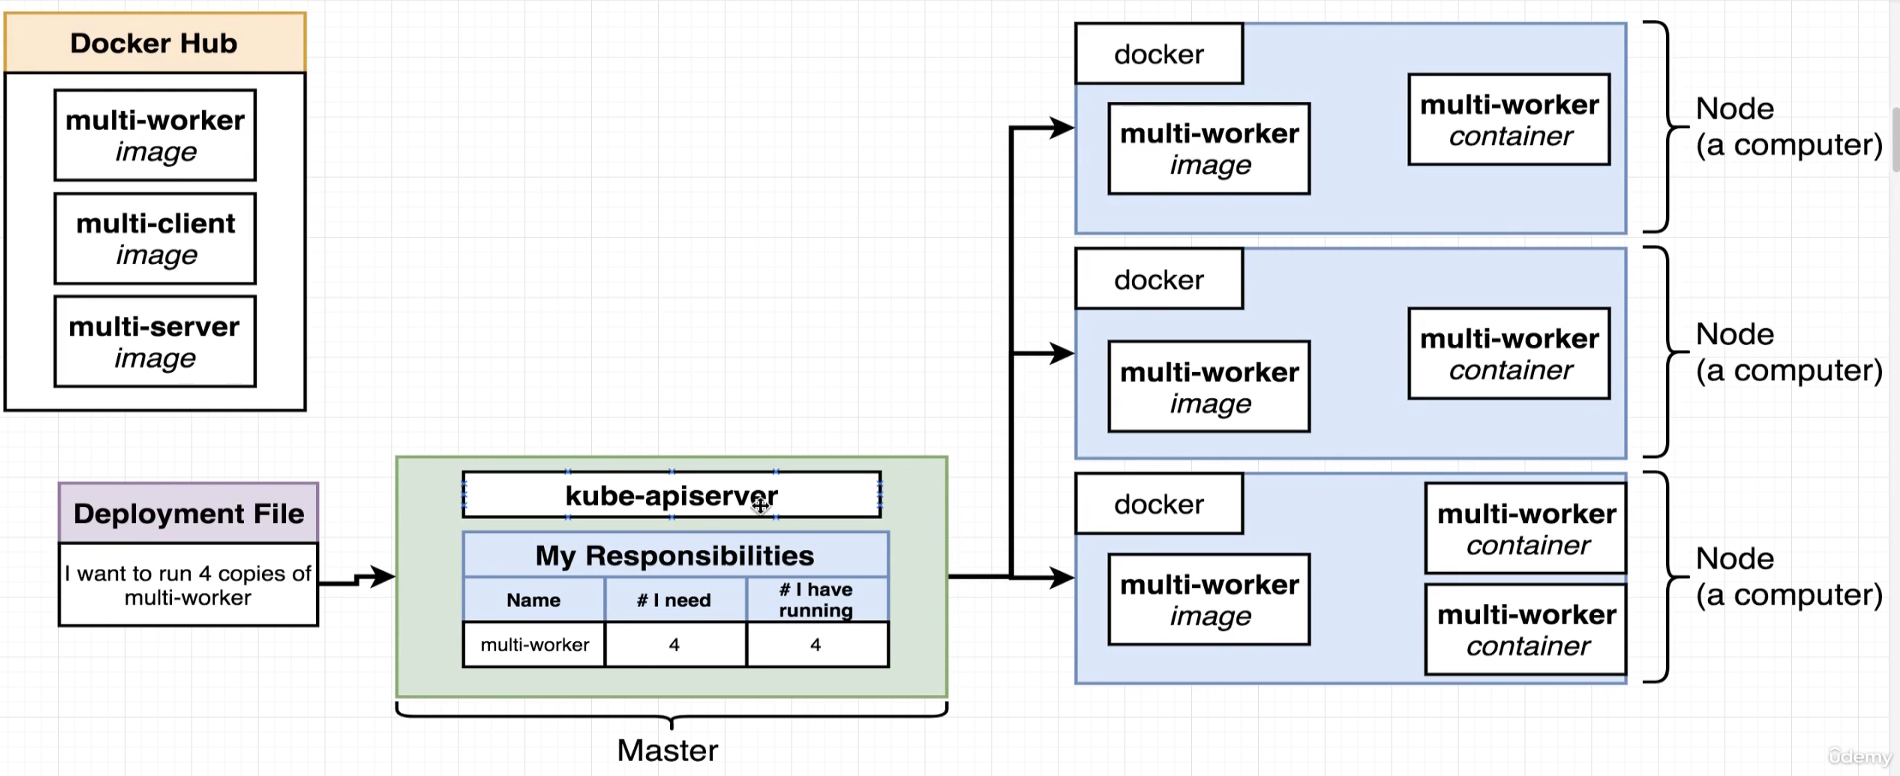 Docker Hub
multi-worker
image
multi-client
image
multi-server
image
Deployment File
I want to run 4 copies of
multi-worker
kube-apiserver
My Responsibilities
Name
# I need
# I have
running
multi-worker
4
4
Master
docker
multi-worker
image
multi-worker
container
Node
(a computer)
docker
multi-worker
image
multi-worker
container
Node
(a computer)
docker
multi-worker
image
multi-worker
container
multi-worker
container
Node
(a computer)
ûdemy